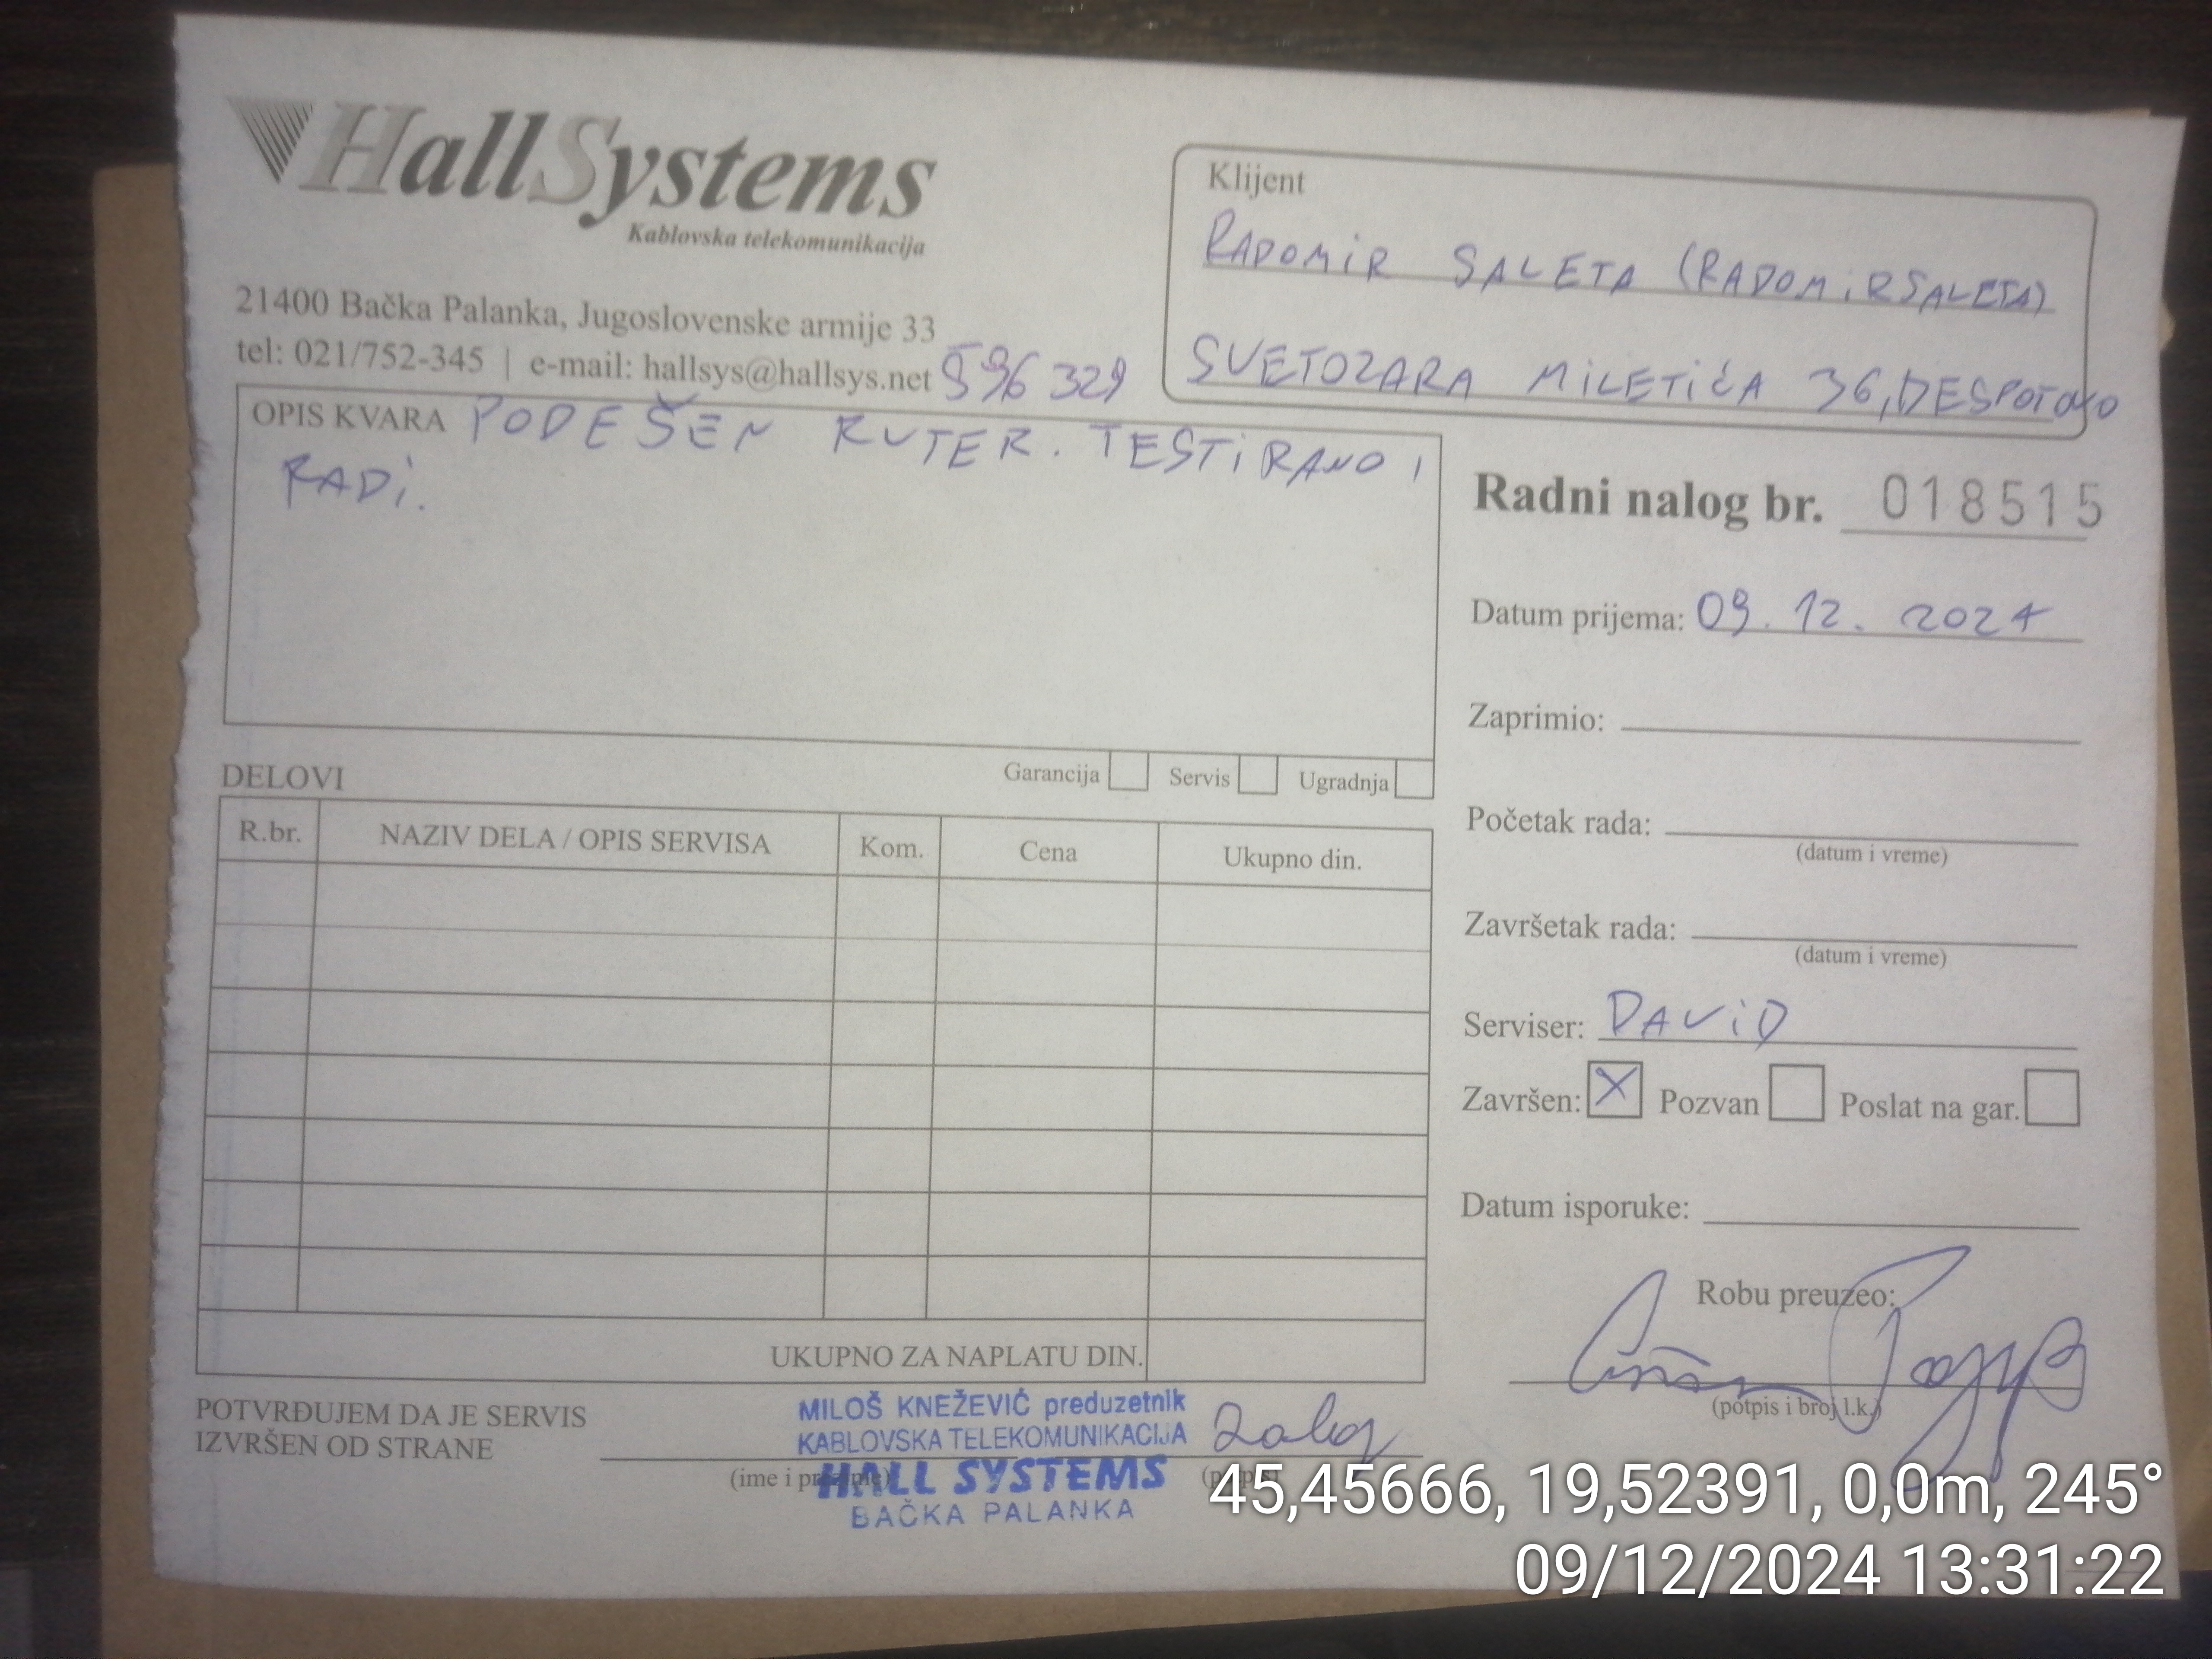 HallSystems
Kablovska telekomunikacija
21400 Bačka Palanka, Jugoslovenske armije 33
tel: 021/752-345 | e-mail: hallsys@hallsys.net
596 329
Klijent
RADOMIR SALETA (RADOMIRSALETA)
SVETOZARA MILETIĆA 36, DESPOTOVO
OPIS KVARA PODEŠEN RUTER. TESTIRANO I
RADI.
Radni nalog br. 018515
Datum prijema: 09. 12. 2024
Zaprimio:
Početak rada:
(datum i vreme)
Završetak rada:
(datum i vreme)
Serviser: DAVID
Završen: X Pozvan Poslat na gar.
Datum isporuke:
Robu preuzeo:
(potpis i broj l.k.)
Garancija Servis Ugradnja
DELOVI
R.br. NAZIV DELA / OPIS SERVISA Kom. Cena Ukupno din.
UKUPNO ZA NAPLATU DIN.
POTVRĐUJEM DA JE SERVIS
IZVRŠEN OD STRANE
(ime i prezime)
MILOŠ KNEŽEVIĆ preduzetnik
KABLOVSKA TELEKOMUNIKACIJA
HALL SYSTEMS
BAČKA PALANKA
45,45666, 19,52391, 0,0m, 245°
09/12/2024 13:31:22